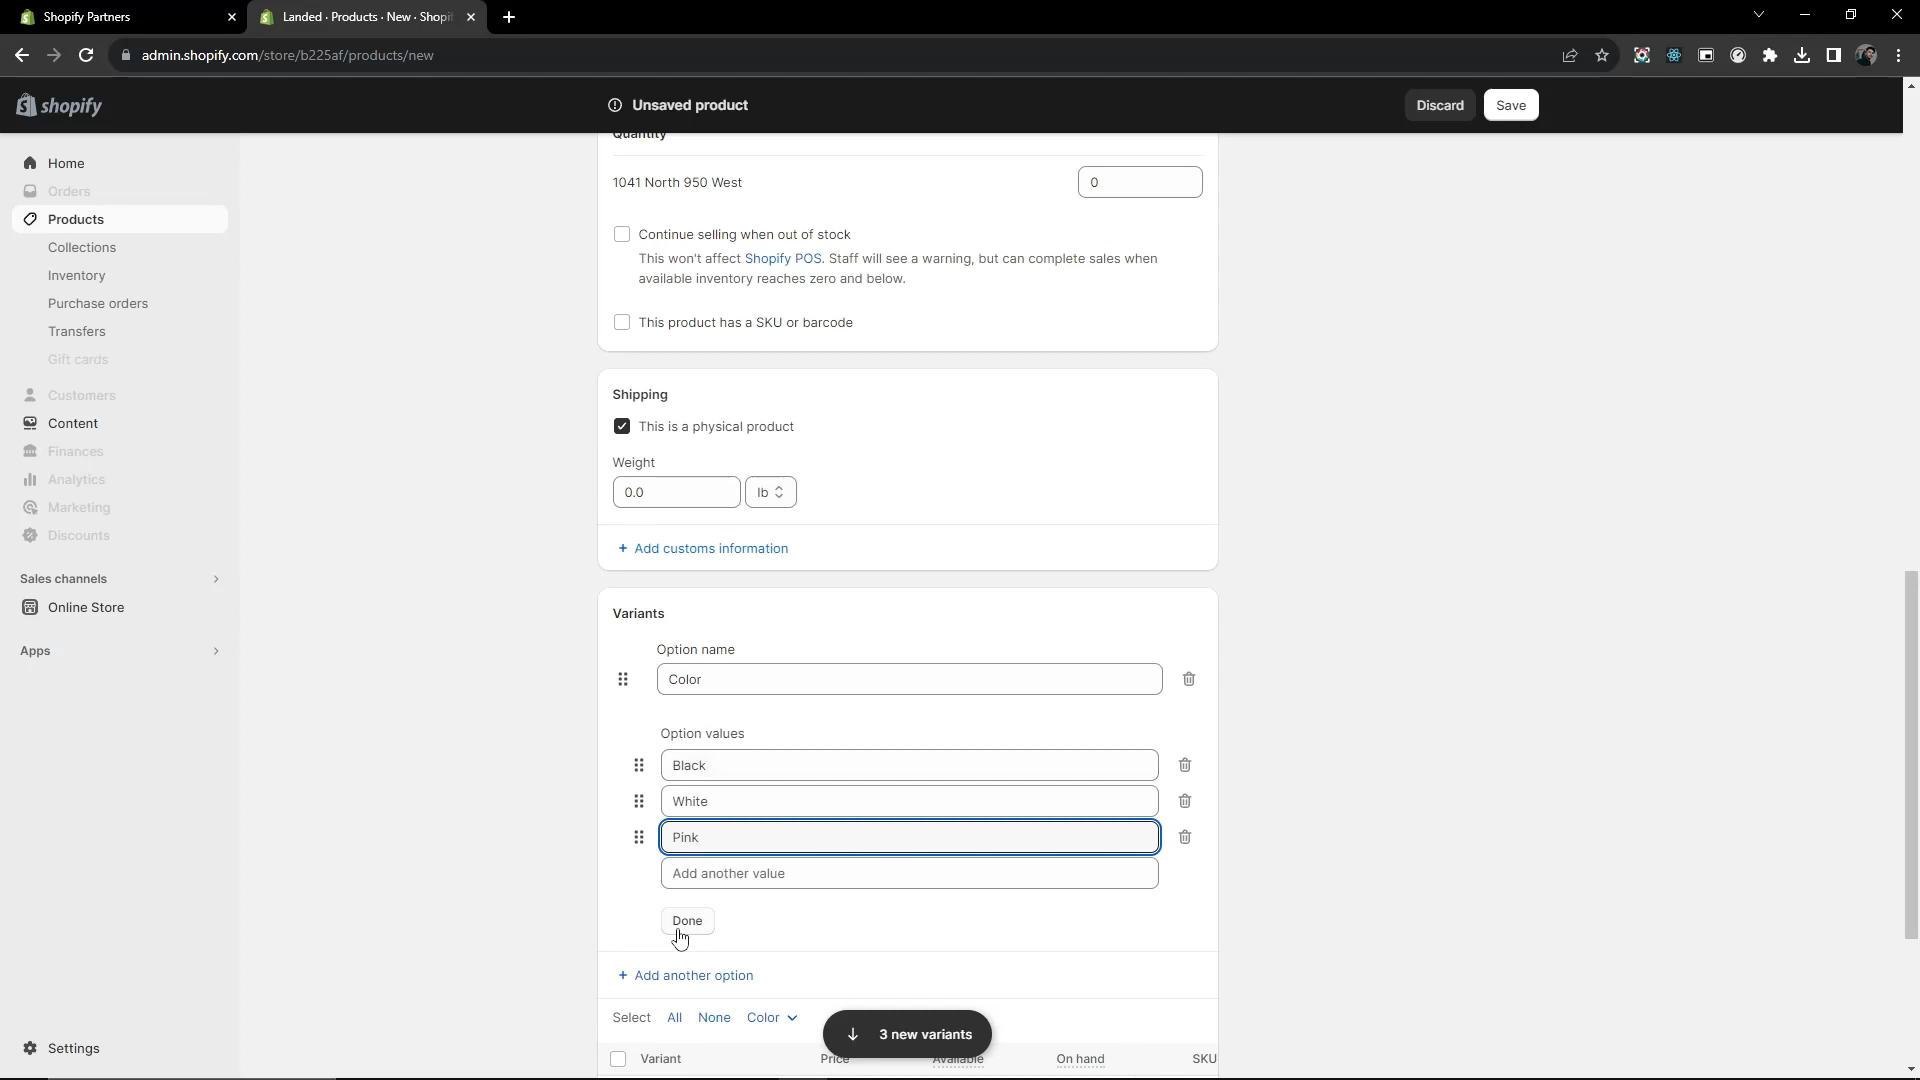 Shopify Partners
Landed · Products · New · Shopi
admin.shopify.com/store/b225af/products/new
shopify
Unsaved product
Discard
Save
Home
Orders
Products
Collections
Inventory
Purchase orders
Transfers
Gift cards
Customers
Content
Finances
Analytics
Marketing
Discounts
Sales channels
Online Store
Apps
Settings
Quantity
1041 North 950 West
0
Continue selling when out of stock
This won't affect Shopify POS. Staff will see a warning, but can complete sales when
available inventory reaches zero and below.
This product has a SKU or barcode
Shipping
This is a physical product
Weight
0.0
lb
+ Add customs information
Variants
Option name
Color
Option values
Black
White
Pink
Add another value
Done
+ Add another option
Select All None Color
3 new variants
Variant Price Available On hand SKU